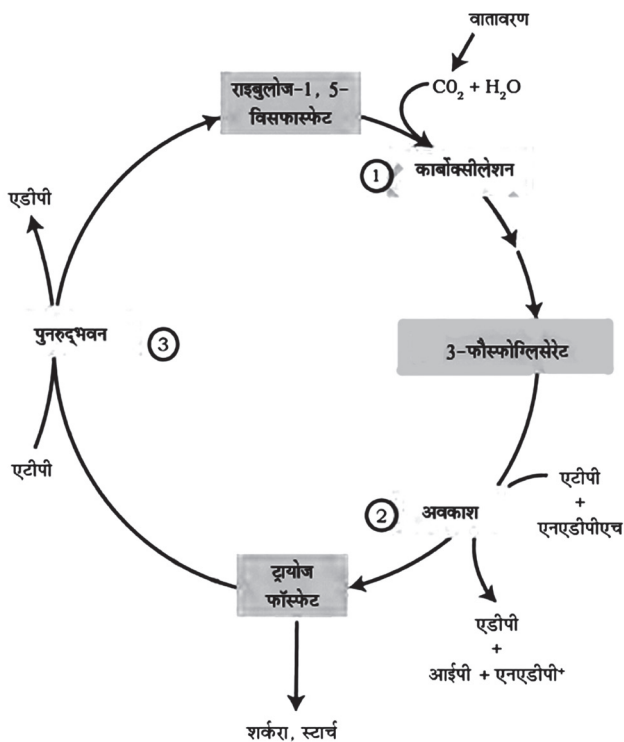 वातावरण
CO₂ + H₂O
राइबुलोज-1, 5-
विसफास्फेट
1
कार्बोक्सीलेशन
एडीपी
पुनरुद्भवन
3
3-फौस्फोग्लिसेरेट
एटीपी
एटीपी
+
एनएडीपीएच
2
अवकाश
ट्रायोज
फॉस्फेट
एडीपी
+
आईपी + एनएडीपी⁺
शर्करा, स्टार्च